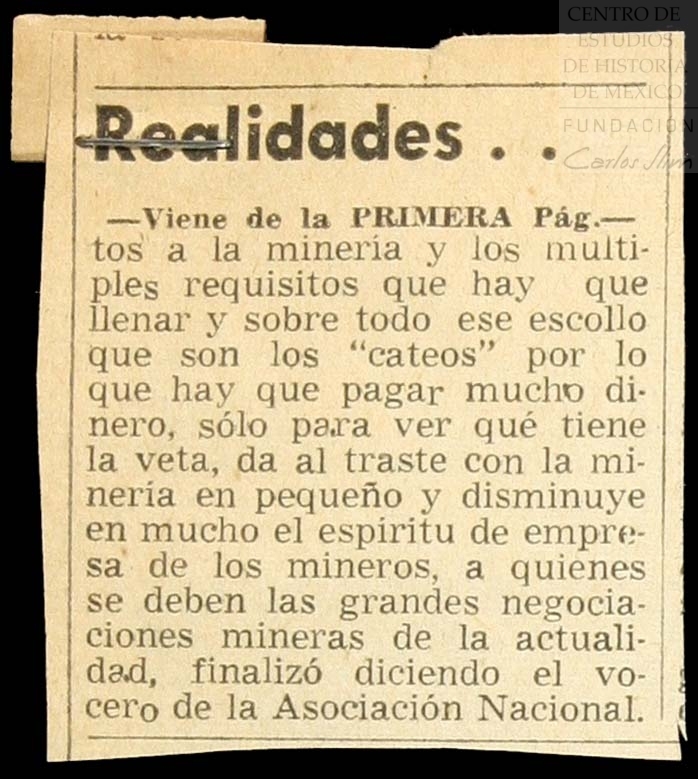 CENTRO DE
ESTUDIOS
DE HISTORIA
DE MÉXICO
FUNDACIÓN
Carlos Slim
Realidades . .
—Viene de la PRIMERA Pág.—
tos a la minería y los múlti-
ples requisitos que hay que
llenar y sobre todo ese escollo
que son los "cateos" por lo
que hay que pagar mucho di-
nero, sólo para ver qué tiene
la veta, da al traste con la mi-
nería en pequeño y disminuye
en mucho el espíritu de empre-
sa de los mineros, a quienes
se deben las grandes negocia-
ciones mineras de la actuali-
dad, finalizó diciendo el vo-
cero de la Asociación Nacional.